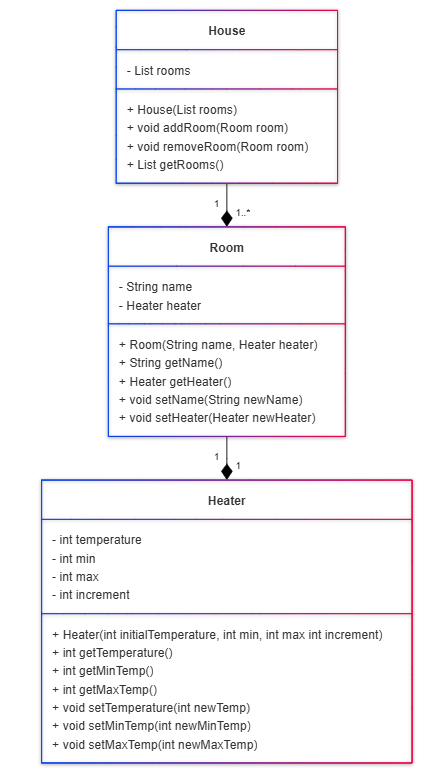 House
- List rooms
+ House(List rooms)
+ void addRoom(Room room)
+ void removeRoom(Room room)
+ List getRooms()
1
1..*
Room
- String name
- Heater heater
+ Room(String name, Heater heater)
+ String getName()
+ Heater getHeater()
+ void setName(String newName)
+ void setHeater(Heater newHeater)
1
1
Heater
- int temperature
- int min
- int max
- int increment
+ Heater(int initialTemperature, int min, int max int increment)
+ int getTemperature()
+ int getMinTemp()
+ int getMaxTemp()
+ void setTemperature(int newTemp)
+ void setMinTemp(int newMinTemp)
+ void setMaxTemp(int newMaxTemp)